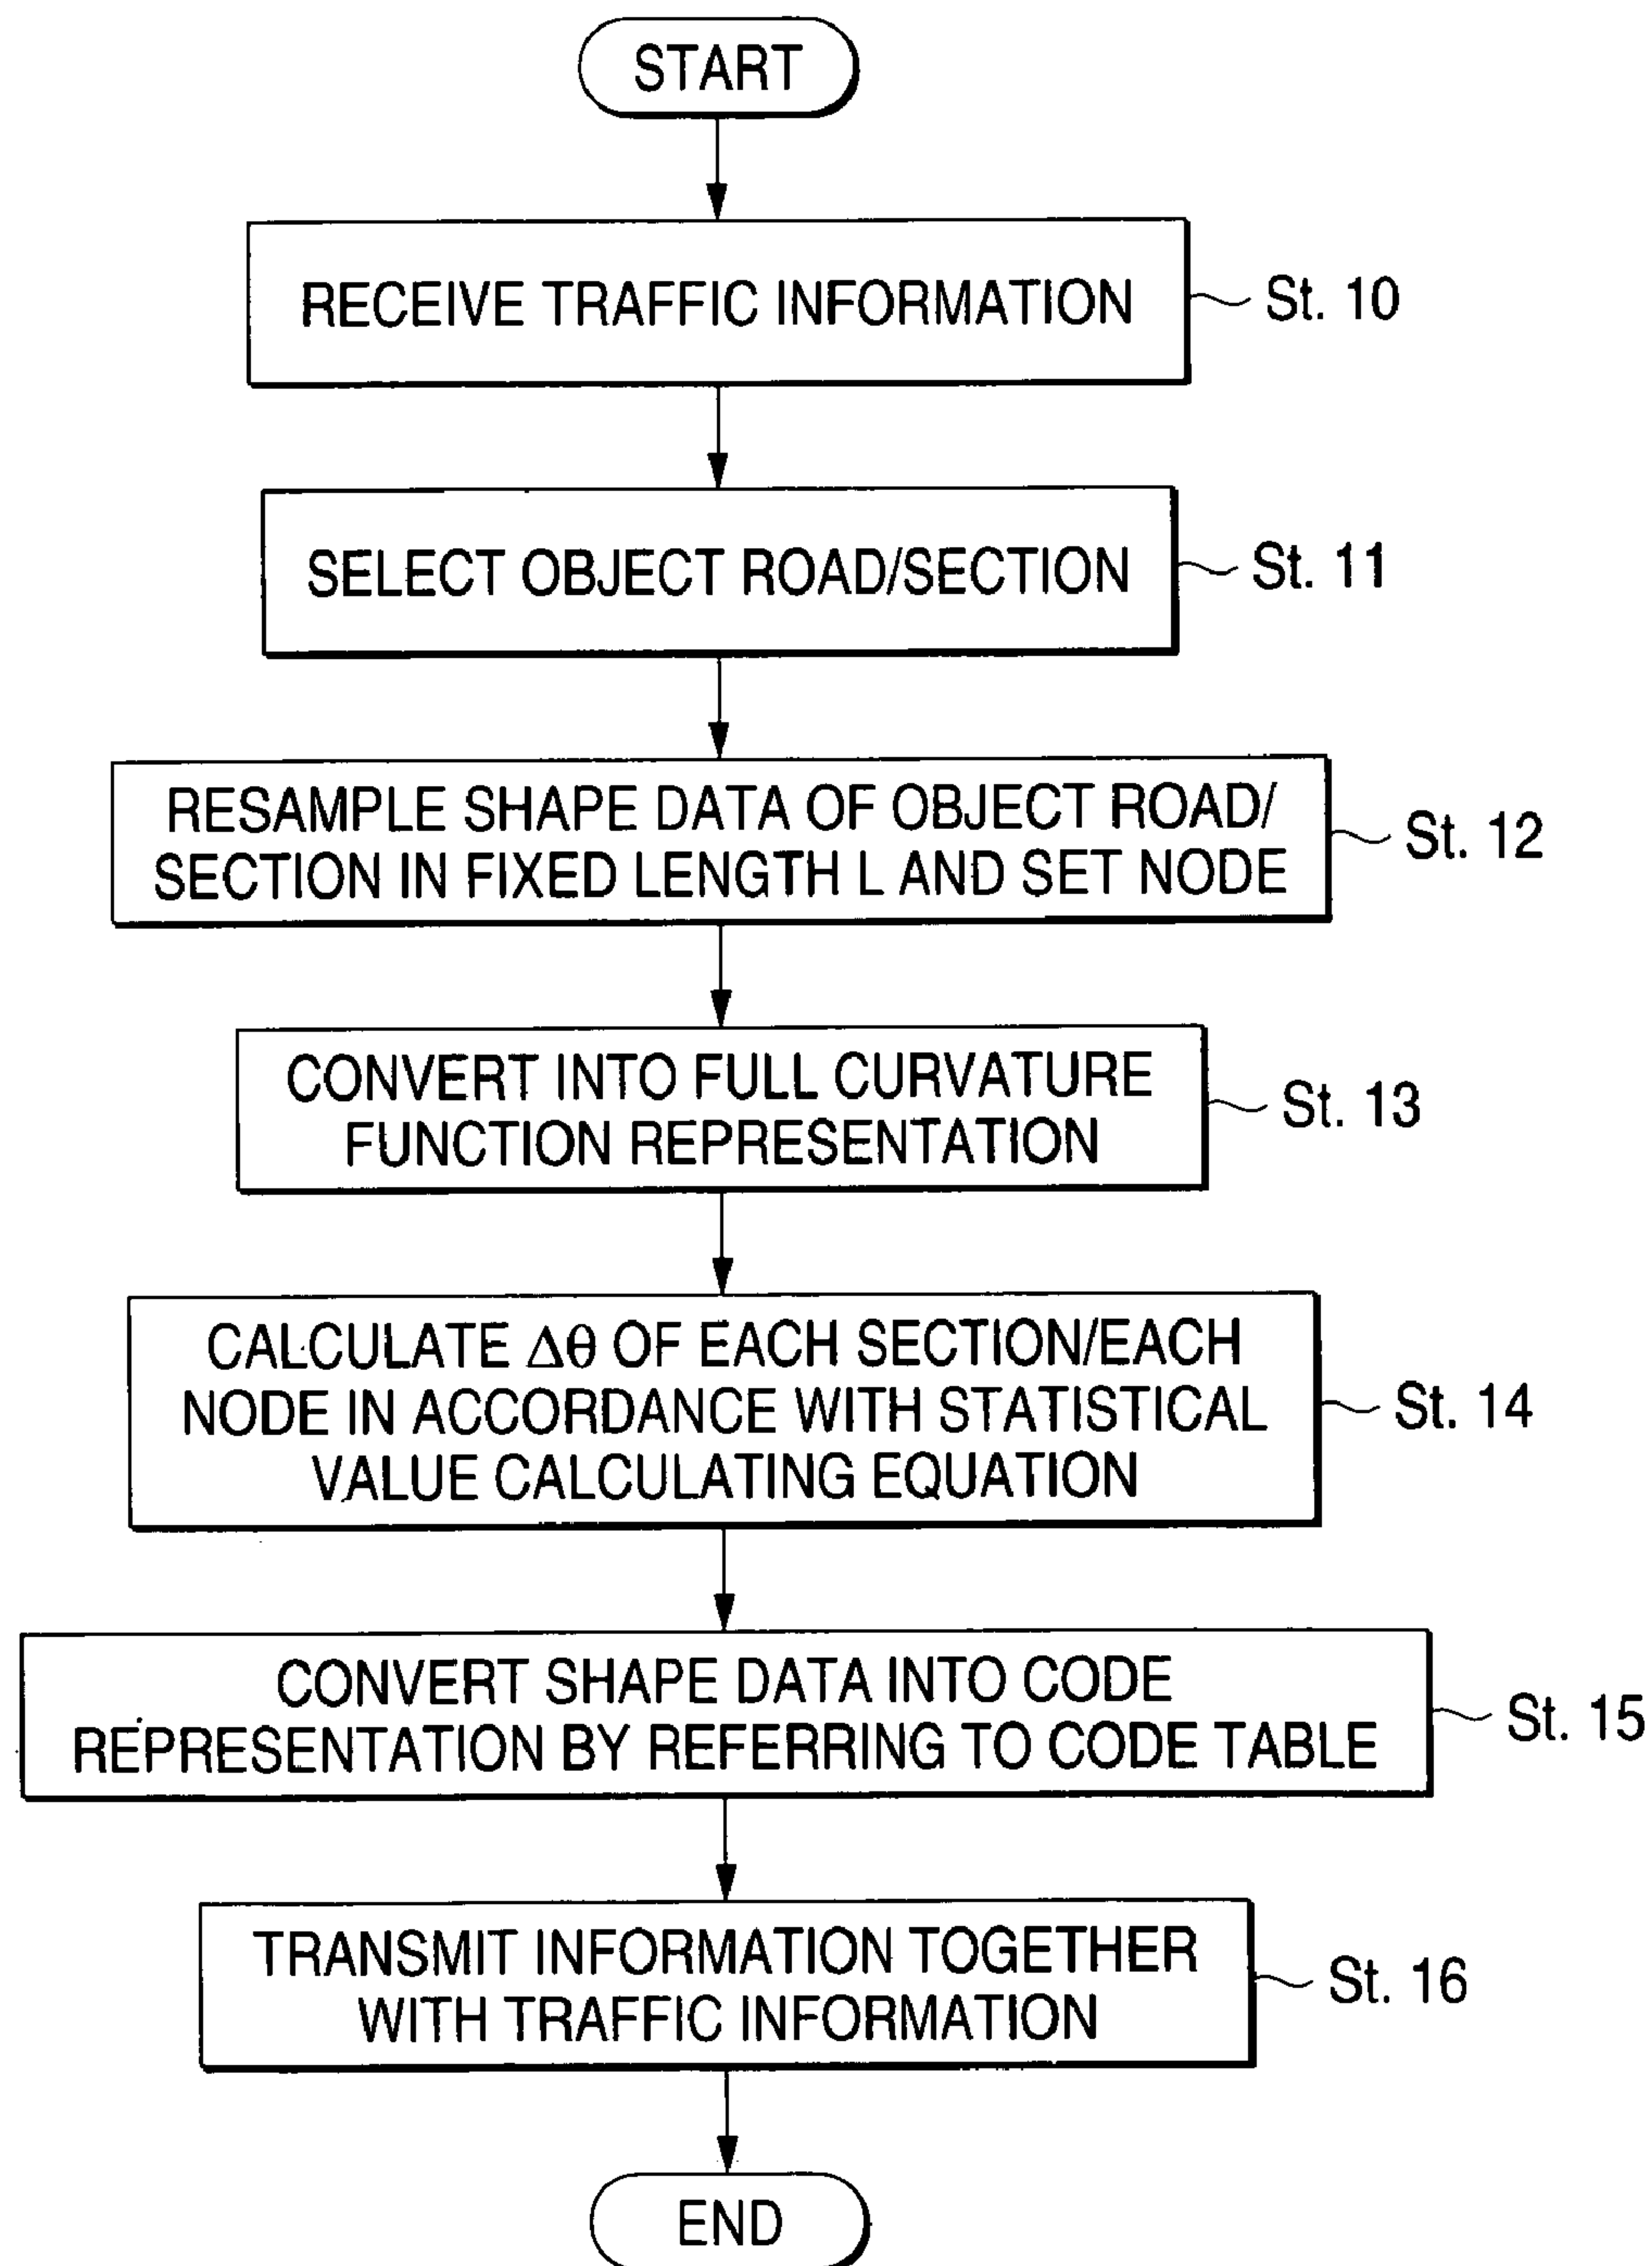 START
RECEIVE TRAFFIC INFORMATION
St. 10
SELECT OBJECT ROAD/SECTION
St. 11
RESAMPLE SHAPE DATA OF OBJECT ROAD/
SECTION IN FIXED LENGTH L AND SET NODE
St. 12
CONVERT INTO FULL CURVATURE
FUNCTION REPRESENTATION
St. 13
CALCULATE Δθ OF EACH SECTION/EACH
NODE IN ACCORDANCE WITH STATISTICAL
VALUE CALCULATING EQUATION
St. 14
CONVERT SHAPE DATA INTO CODE
REPRESENTATION BY REFERRING TO CODE TABLE
St. 15
TRANSMIT INFORMATION TOGETHER
WITH TRAFFIC INFORMATION
St. 16
END